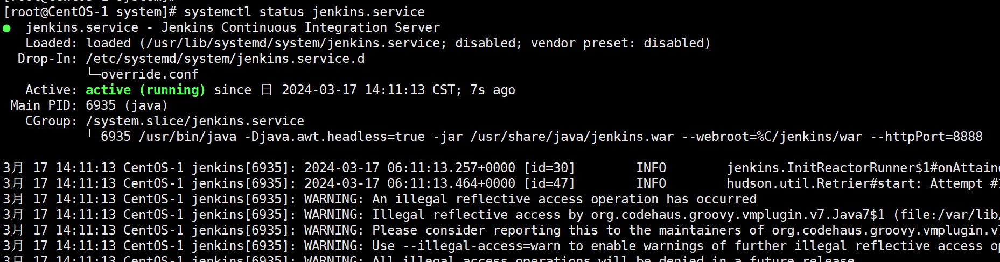 [root@CentOS-1 system]#
[root@CentOS-1 system]# systemctl status jenkins.service
● jenkins.service - Jenkins Continuous Integration Server
Loaded: loaded (/usr/lib/systemd/system/jenkins.service; disabled; vendor preset: disabled)
Drop-In: /etc/systemd/system/jenkins.service.d
└─override.conf
Active: active (running) since 日 2024-03-17 14:11:13 CST; 7s ago
Main PID: 6935 (java)
CGroup: /system.slice/jenkins.service
└─6935 /usr/bin/java -Djava.awt.headless=true -jar /usr/share/java/jenkins.war --webroot=%C/jenkins/war --httpPort=8888
3月 17 14:11:13 CentOS-1 jenkins[6935]: 2024-03-17 06:11:13.257+0000 [id=30] INFO jenkins.InitReactorRunner$1#onAttain
3月 17 14:11:13 CentOS-1 jenkins[6935]: 2024-03-17 06:11:13.464+0000 [id=47] INFO hudson.util.Retrier#start: Attempt #
3月 17 14:11:13 CentOS-1 jenkins[6935]: WARNING: An illegal reflective access operation has occurred
3月 17 14:11:13 CentOS-1 jenkins[6935]: WARNING: Illegal reflective access by org.codehaus.groovy.vmplugin.v7.Java7$1 (file:/var/lib/
3月 17 14:11:13 CentOS-1 jenkins[6935]: WARNING: Please consider reporting this to the maintainers of org.codehaus.groovy.vmplugin.v
3月 17 14:11:13 CentOS-1 jenkins[6935]: WARNING: Use --illegal-access=warn to enable warnings of further illegal reflective access o
3月 17 14:11:13 CentOS-1 jenkins[6935]: WARNING: All illegal access operations will be denied in a future release